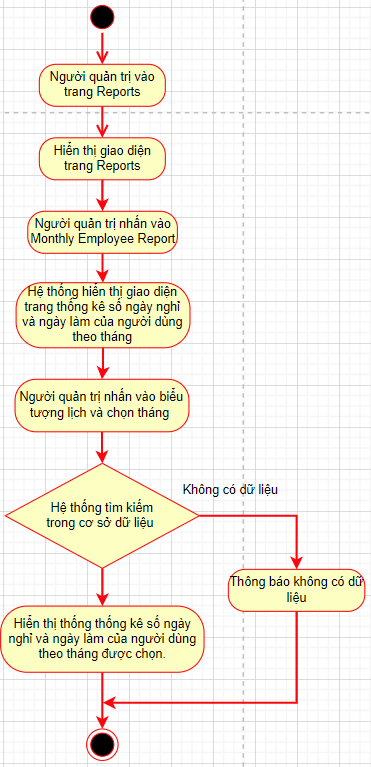 Người quản trị vào
trang Reports
Hiển thị giao diện
trang Reports
Người quản trị nhấn vào
Monthly Employee Report
Hệ thống hiển thị giao diện
trang thống kê số ngày nghỉ
và ngày làm của người dùng
theo tháng
Người quản trị nhấn vào biểu
tượng lịch và chọn tháng
Không có dữ liệu
Hệ thống tìm kiếm
trong cơ sở dữ liệu
Thông báo không có dữ
liệu
Hiển thị thống thống kê số ngày
nghỉ và ngày làm của người dùng
theo tháng được chọn.